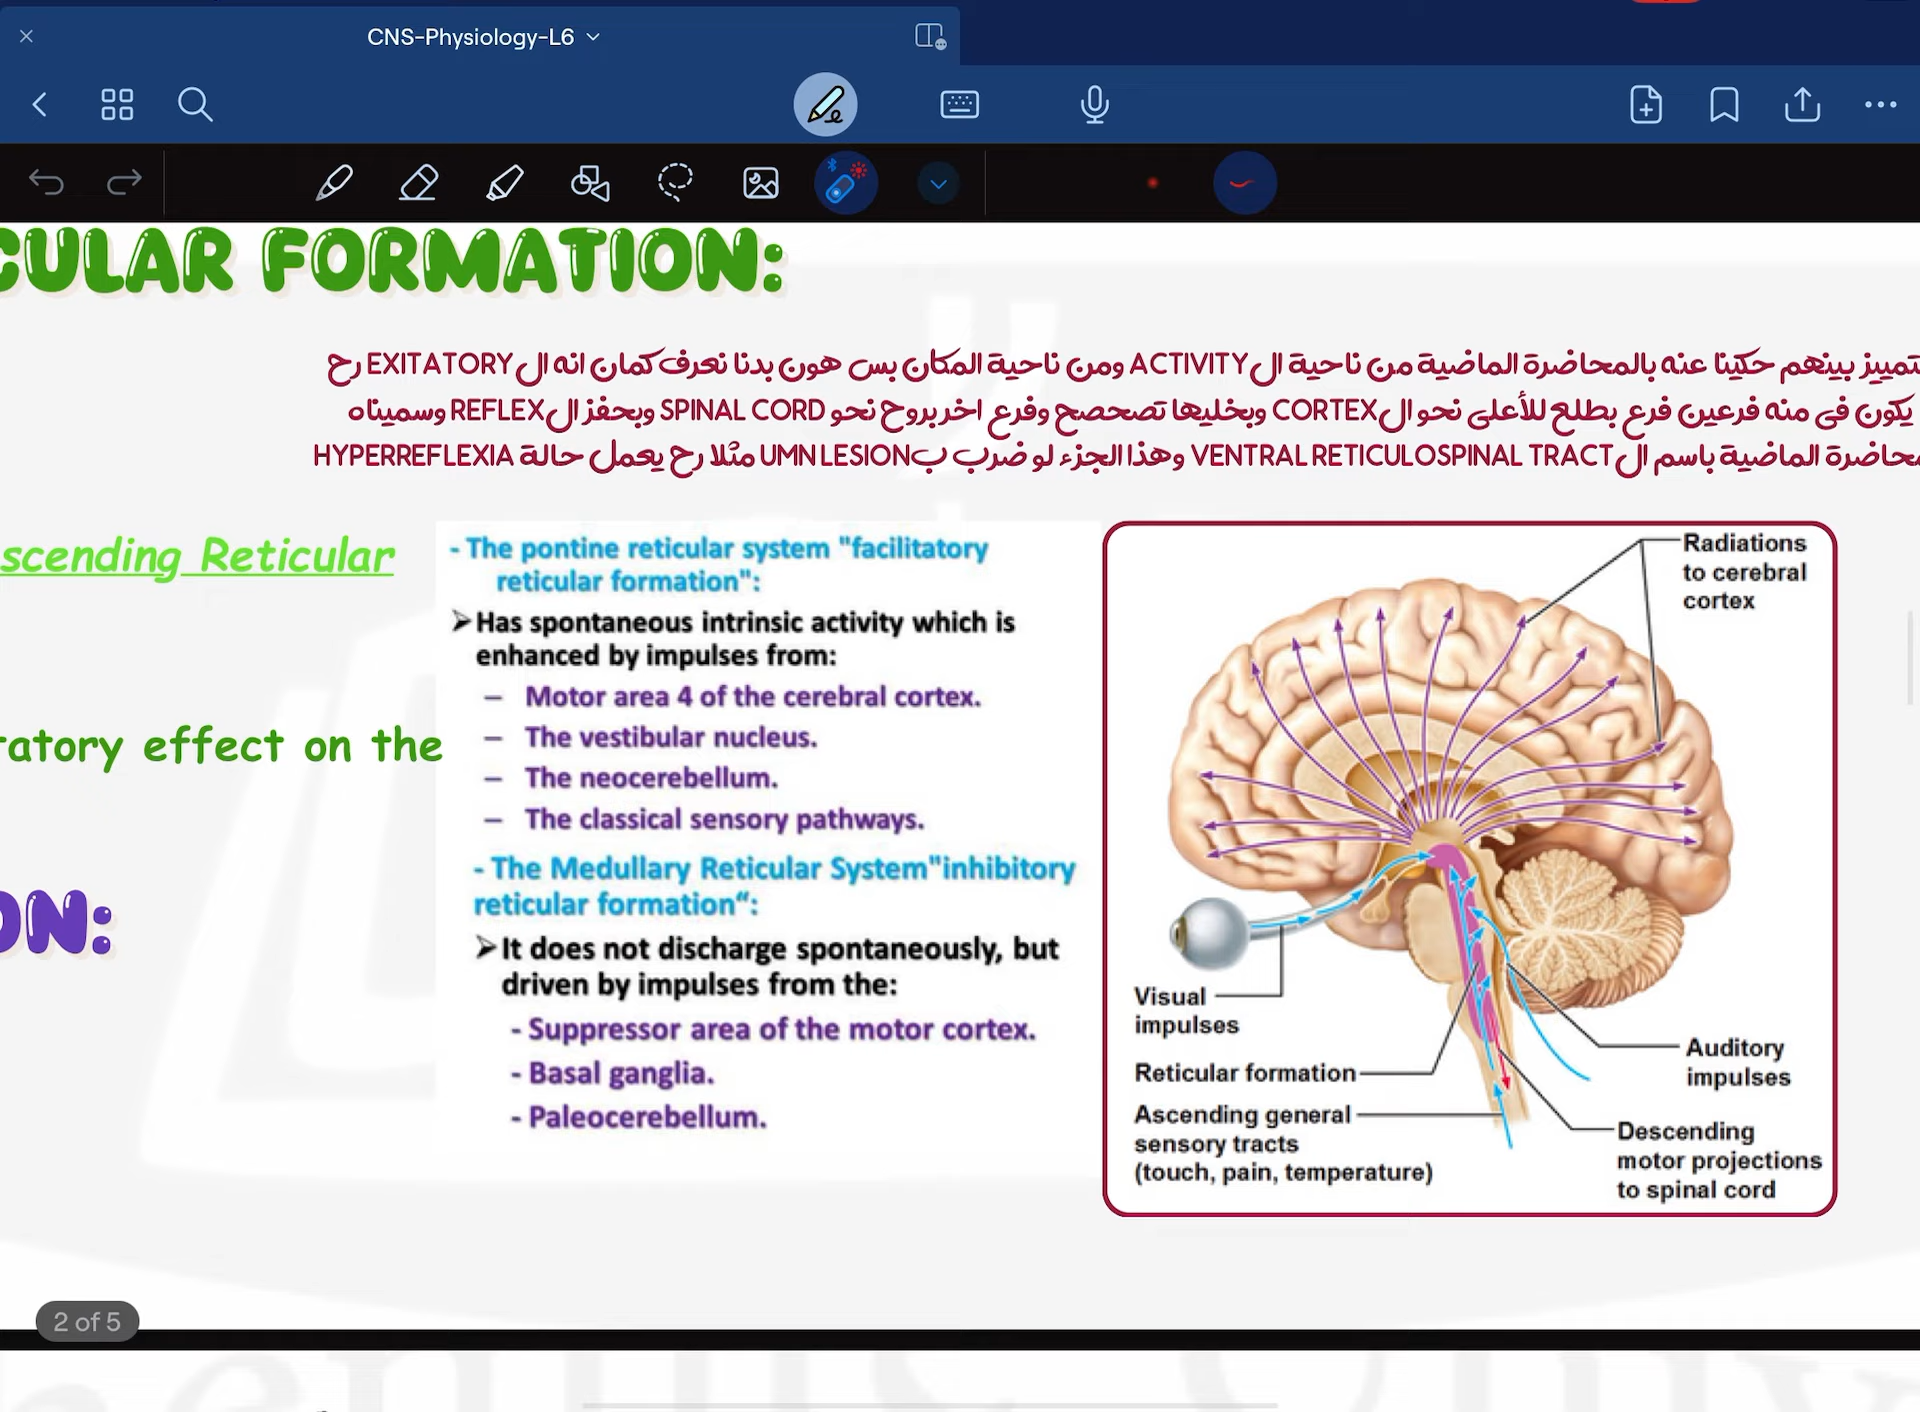 CNS-Physiology-L6
CULAR FORMATION:
تمييز بينهم حكينا عنه بالمحاضرة الماضية من ناحية ال ACTIVITY ومن ناحية المكان بس هون بدنا نعرف كمان انه ال EXITATORY رح
يكون في منه فرعين فرع بطلع للأعلى نحو ال CORTEX وبخليها تصحصح وفرع اخر بروح نحو SPINAL CORD وبحفز ال REFLEX وسميناه
محاضرة الماضية باسم ال VENTRAL RETICULOSPINAL TRACT وهذا الجزء لو ضرب ب UMN LESION مثلا رح يعمل حالة HYPERREFLEXIA
scending Reticular
ratory effect on the
ON:
- The pontine reticular system "facilitatory
reticular formation":
➢Has spontaneous intrinsic activity which is
enhanced by impulses from:
– Motor area 4 of the cerebral cortex.
– The vestibular nucleus.
– The neocerebellum.
– The classical sensory pathways.
- The Medullary Reticular System"inhibitory
reticular formation“:
➢It does not discharge spontaneously, but
driven by impulses from the:
- Suppressor area of the motor cortex.
- Basal ganglia.
- Paleocerebellum.
Radiations
to cerebral
cortex
Visual
impulses
Reticular formation
Ascending general
sensory tracts
(touch, pain, temperature)
Auditory
impulses
Descending
motor projections
to spinal cord
2 of 5